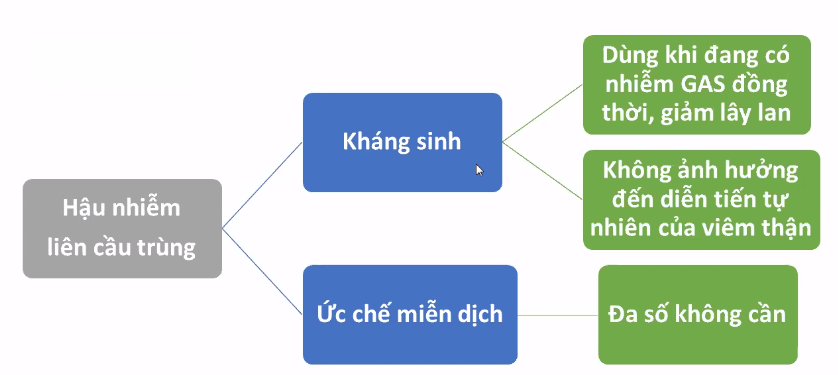 Hậu nhiễm
liên cầu trùng
Kháng sinh
Dùng khi đang có
nhiễm GAS đồng
thời, giảm lây lan
Không ảnh hưởng
đến diễn tiến tự
nhiên của viêm thận
Ức chế miễn dịch
Đa số không cần